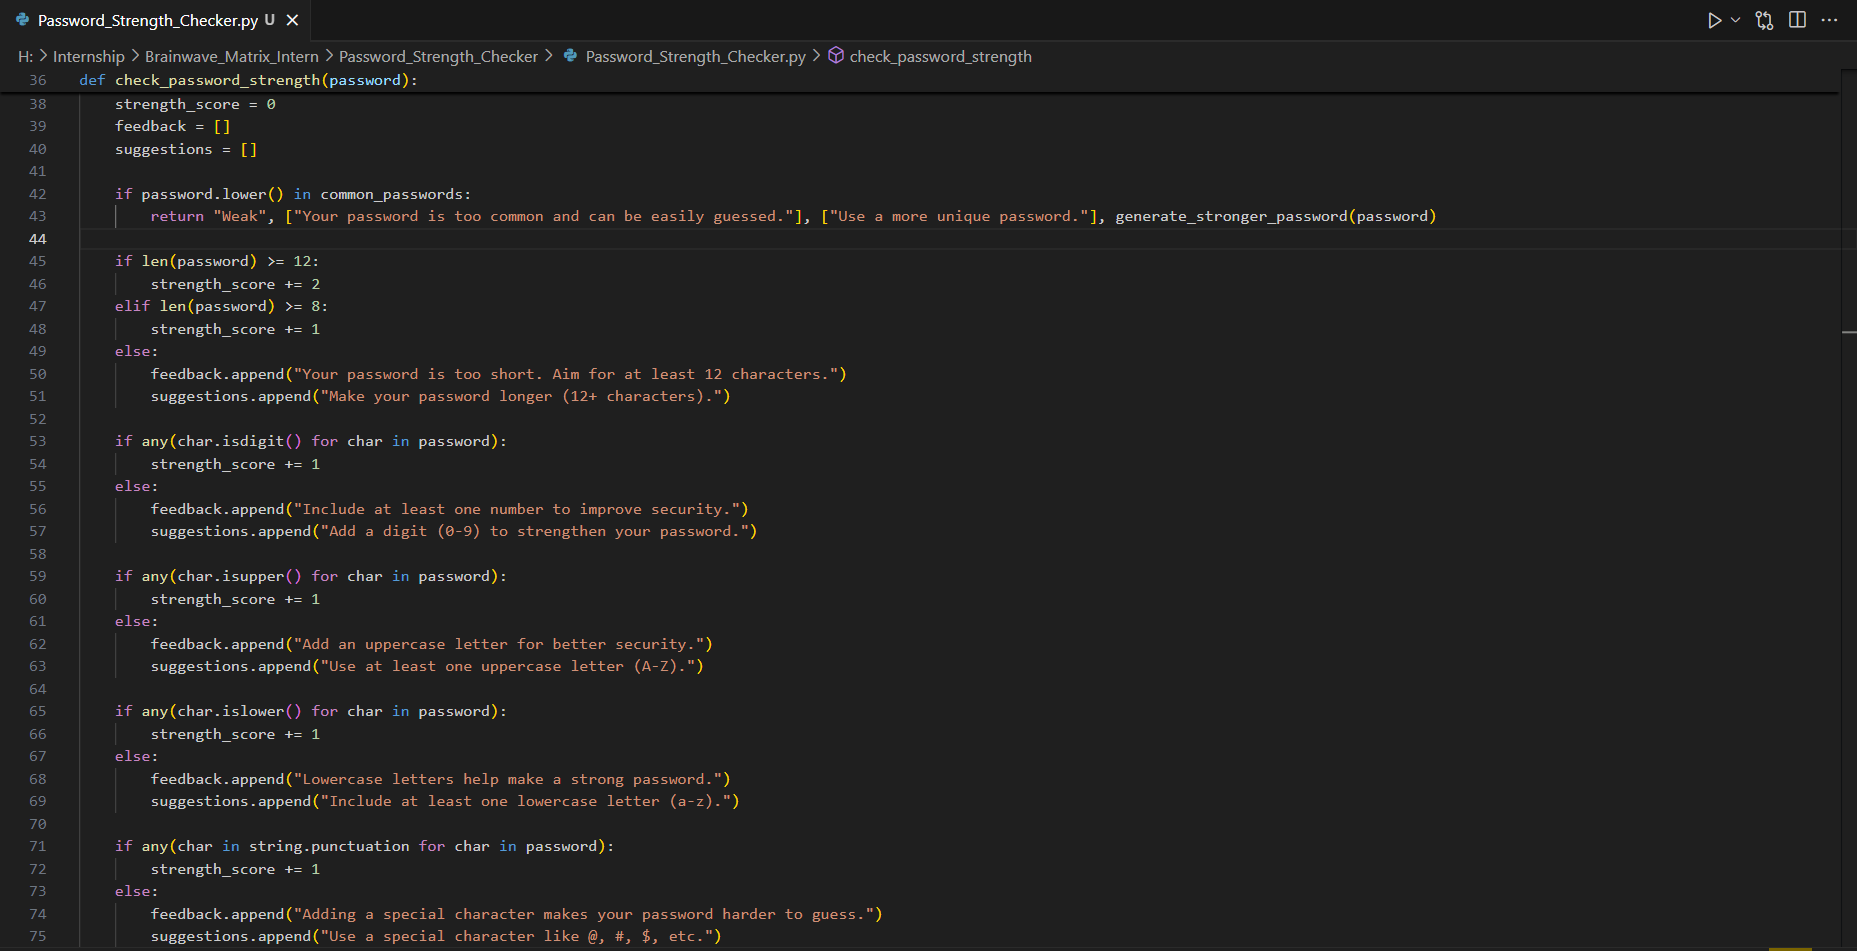 Password_Strength_Checker.py U
H: > Internship > Brainwave_Matrix_Intern > Password_Strength_Checker > Password_Strength_Checker.py > check_password_strength
36 def check_password_strength(password):
38 strength_score = 0
39 feedback = []
40 suggestions = []
41
42 if password.lower() in common_passwords:
43 return "Weak", ["Your password is too common and can be easily guessed."], ["Use a more unique password."], generate_stronger_password(password)
44
45 if len(password) >= 12:
46 strength_score += 2
47 elif len(password) >= 8:
48 strength_score += 1
49 else:
50 feedback.append("Your password is too short. Aim for at least 12 characters.")
51 suggestions.append("Make your password longer (12+ characters).")
52
53 if any(char.isdigit() for char in password):
54 strength_score += 1
55 else:
56 feedback.append("Include at least one number to improve security.")
57 suggestions.append("Add a digit (0-9) to strengthen your password.")
58
59 if any(char.isupper() for char in password):
60 strength_score += 1
61 else:
62 feedback.append("Add an uppercase letter for better security.")
63 suggestions.append("Use at least one uppercase letter (A-Z).")
64
65 if any(char.islower() for char in password):
66 strength_score += 1
67 else:
68 feedback.append("Lowercase letters help make a strong password.")
69 suggestions.append("Include at least one lowercase letter (a-z).")
70
71 if any(char in string.punctuation for char in password):
72 strength_score += 1
73 else:
74 feedback.append("Adding a special character makes your password harder to guess.")
75 suggestions.append("Use a special character like @, #, $, etc.")